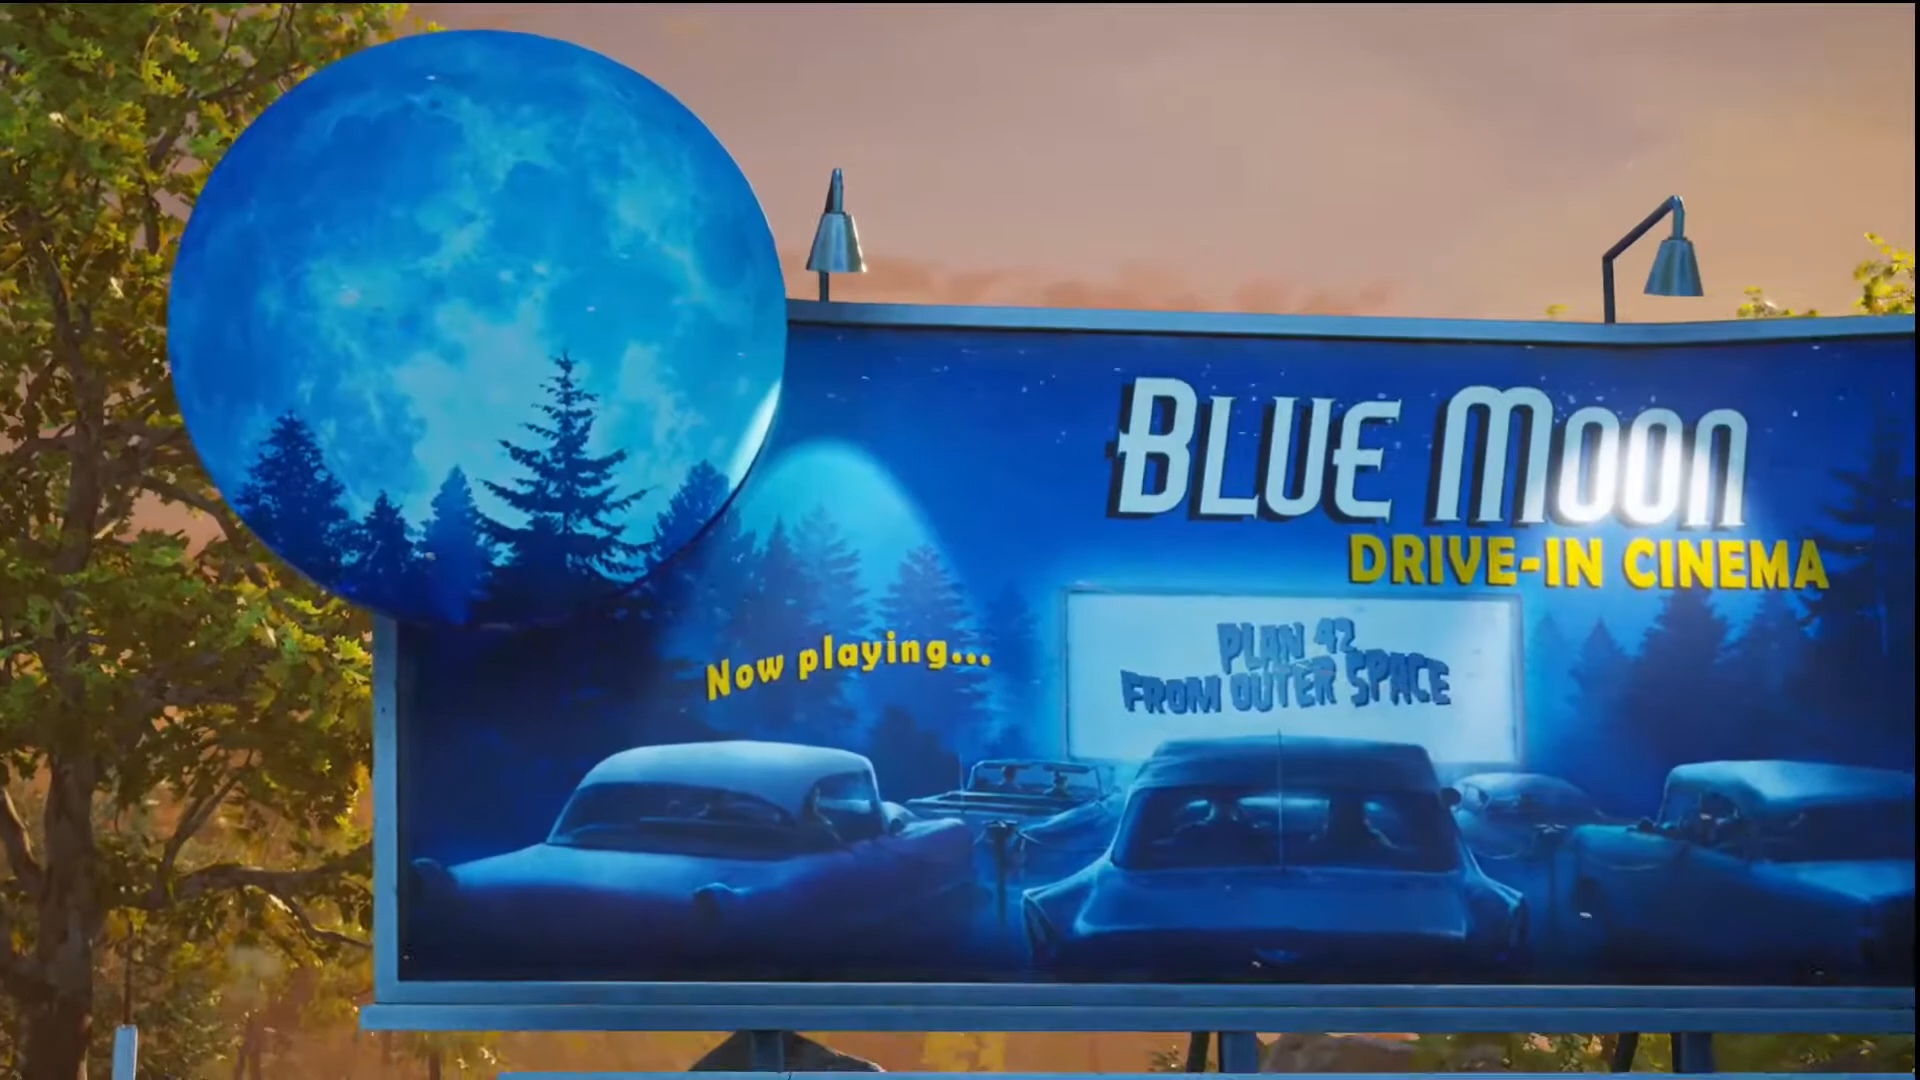 BLUE MOON
DRIVE-IN CINEMA
Now playing...
PLAN 42
FROM OUTER SPACE